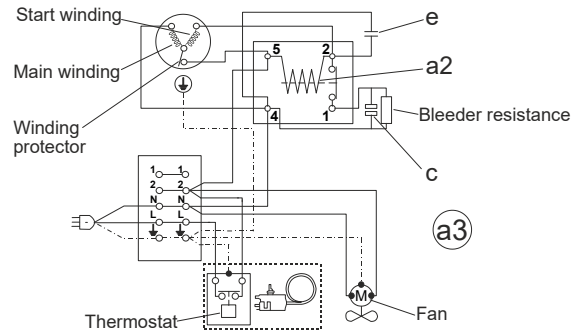 Start winding
e
5 2
a2
Main winding
4 1
Bleeder resistance
Winding
protector
c
1 1
2 2
N N
L L
a3
M
Thermostat
Fan